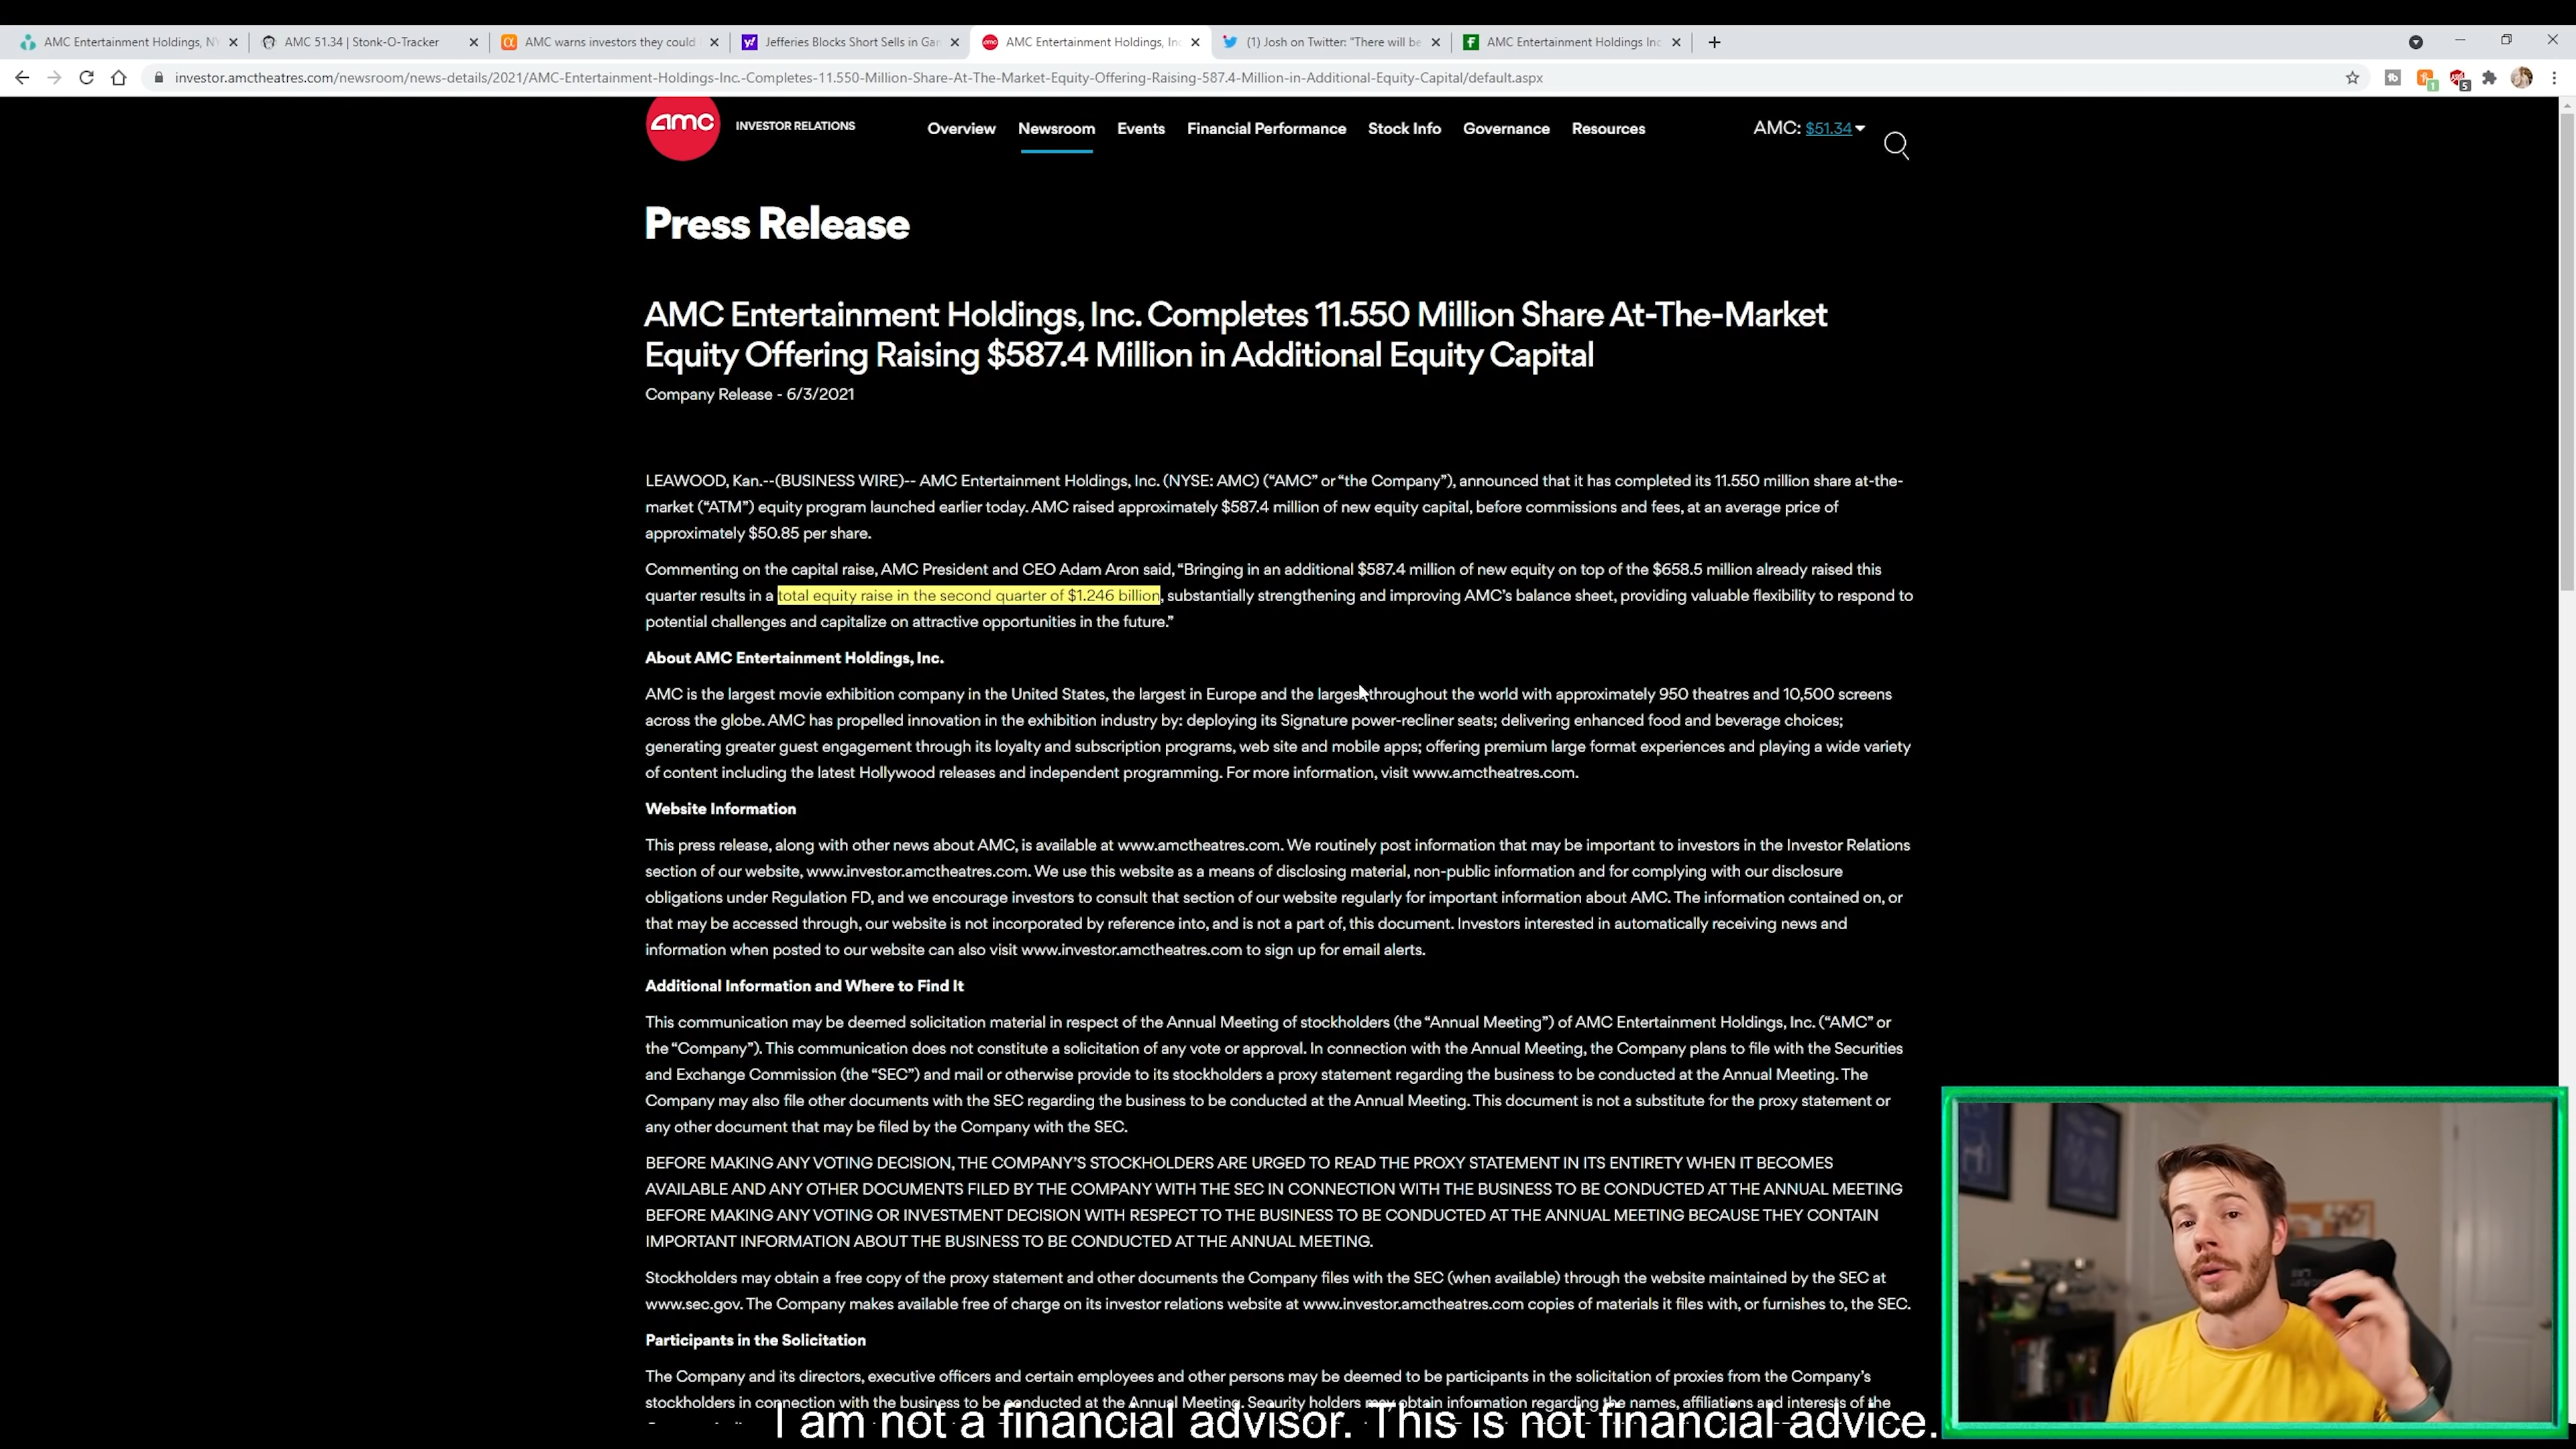 AMC Entertainment Holdings, NY
AMC 51.34 | Stonk-O-Tracker
AMC warns investors they could
Jefferies Blocks Short Sells in Gam
AMC Entertainment Holdings, Inc
(1) Josh on Twitter: "There will be
AMC Entertainment Holdings Inc
investor.amctheatres.com/newsroom/news-details/2021/AMC-Entertainment-Holdings-Inc.-Completes-11.550-Million-Share-At-The-Market-Equity-Offering-Raising-587.4-Million-in-Additional-Equity-Capital/default.aspx
amc INVESTOR RELATIONS
Overview Newsroom Events Financial Performance Stock Info Governance Resources
AMC: $51.34
Press Release
AMC Entertainment Holdings, Inc. Completes 11.550 Million Share At-The-Market
Equity Offering Raising $587.4 Million in Additional Equity Capital
Company Release - 6/3/2021
LEAWOOD, Kan.--(BUSINESS WIRE)-- AMC Entertainment Holdings, Inc. (NYSE: AMC) (“AMC” or “the Company”), announced that it has completed its 11.550 million share at-the-
market (“ATM”) equity program launched earlier today. AMC raised approximately $587.4 million of new equity capital, before commissions and fees, at an average price of
approximately $50.85 per share.
Commenting on the capital raise, AMC President and CEO Adam Aron said, “Bringing in an additional $587.4 million of new equity on top of the $658.5 million already raised this
quarter results in a total equity raise in the second quarter of $1.246 billion, substantially strengthening and improving AMC’s balance sheet, providing valuable flexibility to respond to
potential challenges and capitalize on attractive opportunities in the future.”
About AMC Entertainment Holdings, Inc.
AMC is the largest movie exhibition company in the United States, the largest in Europe and the largest throughout the world with approximately 950 theatres and 10,500 screens
across the globe. AMC has propelled innovation in the exhibition industry by: deploying its Signature power-recliner seats; delivering enhanced food and beverage choices;
generating greater guest engagement through its loyalty and subscription programs, web site and mobile apps; offering premium large format experiences and playing a wide variety
of content including the latest Hollywood releases and independent programming. For more information, visit www.amctheatres.com.
Website Information
This press release, along with other news about AMC, is available at www.amctheatres.com. We routinely post information that may be important to investors in the Investor Relations
section of our website, www.investor.amctheatres.com. We use this website as a means of disclosing material, non-public information and for complying with our disclosure
obligations under Regulation FD, and we encourage investors to consult that section of our website regularly for important information about AMC. The information contained on, or
that may be accessed through, our website is not incorporated by reference into, and is not a part of, this document. Investors interested in automatically receiving news and
information when posted to our website can also visit www.investor.amctheatres.com to sign up for email alerts.
Additional Information and Where to Find It
This communication may be deemed solicitation material in respect of the Annual Meeting of stockholders (the “Annual Meeting”) of AMC Entertainment Holdings, Inc. (“AMC” or
the “Company”). This communication does not constitute a solicitation of any vote or approval. In connection with the Annual Meeting, the Company plans to file with the Securities
and Exchange Commission (the “SEC”) and mail or otherwise provide to its stockholders a proxy statement regarding the business to be conducted at the Annual Meeting. The
Company may also file other documents with the SEC regarding the business to be conducted at the Annual Meeting. This document is not a substitute for the proxy statement or
any other document that may be filed by the Company with the SEC.
BEFORE MAKING ANY VOTING DECISION, THE COMPANY’S STOCKHOLDERS ARE URGED TO READ THE PROXY STATEMENT IN ITS ENTIRETY WHEN IT BECOMES
AVAILABLE AND ANY OTHER DOCUMENTS FILED BY THE COMPANY WITH THE SEC IN CONNECTION WITH THE BUSINESS TO BE CONDUCTED AT THE ANNUAL MEETING
BEFORE MAKING ANY VOTING OR INVESTMENT DECISION WITH RESPECT TO THE BUSINESS TO BE CONDUCTED AT THE ANNUAL MEETING BECAUSE THEY CONTAIN
IMPORTANT INFORMATION ABOUT THE BUSINESS TO BE CONDUCTED AT THE ANNUAL MEETING.
Stockholders may obtain a free copy of the proxy statement and other documents the Company files with the SEC (when available) through the website maintained by the SEC at
www.sec.gov. The Company makes available free of charge on its investor relations website at www.investor.amctheatres.com copies of materials it files with, or furnishes to, the SEC.
Participants in the Solicitation
The Company and its directors, executive officers and certain employees and other persons may be deemed to be participants in the solicitation of proxies from the Company’s
stockholders in connection with the business to be conducted at the Annual Meeting. Security holders may obtain information regarding the names, affiliations and interests of the
I am not a financial advisor. This is not financial advice.